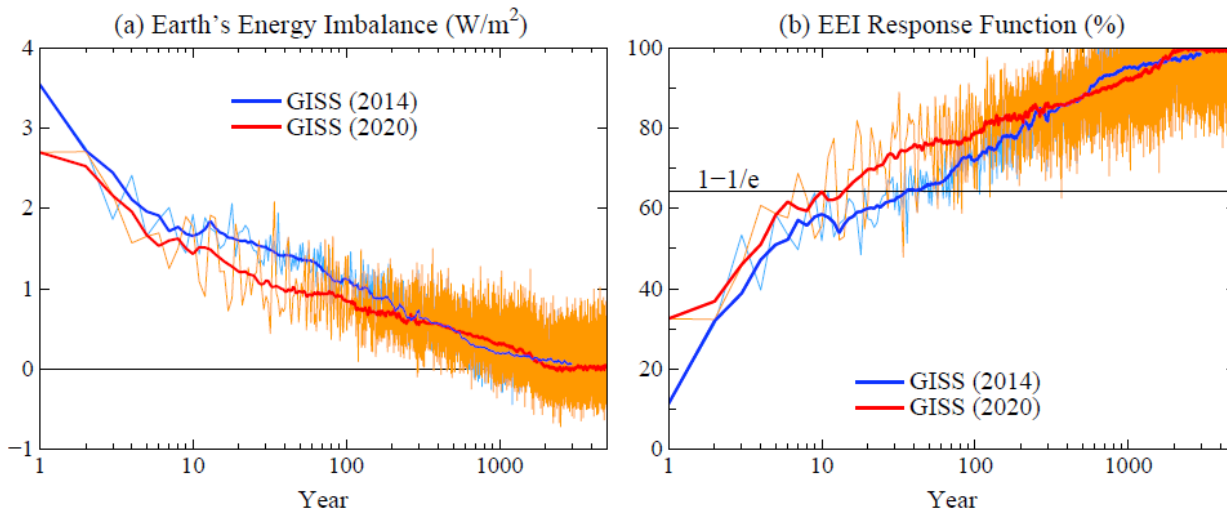 (a) Earth's Energy Imbalance (W/m²)
4
3
2
1
0
−1
GISS (2014)
GISS (2020)
1
10
100
1000
Year
(b) EEI Response Function (%)
100
80
60
40
20
0
1−1/e
GISS (2014)
GISS (2020)
1
10
100
1000
Year